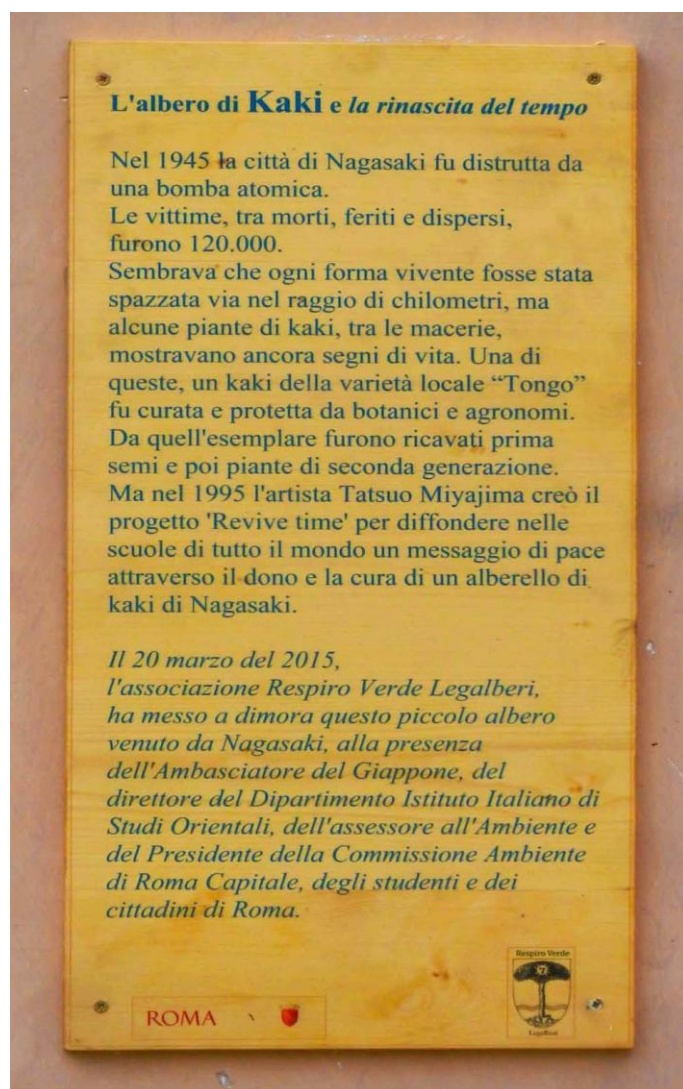 L'albero di Kaki e la rinascita del tempo
Nel 1945 la città di Nagasaki fu distrutta da
una bomba atomica.
Le vittime, tra morti, feriti e dispersi,
furono 120.000.
Sembrava che ogni forma vivente fosse stata
spazzata via nel raggio di chilometri, ma
alcune piante di kaki, tra le macerie,
mostravano ancora segni di vita. Una di
queste, un kaki della varietà locale “Tongo”
fu curata e protetta da botanici e agronomi.
Da quell'esemplare furono ricavati prima
semi e poi piante di seconda generazione.
Ma nel 1995 l'artista Tatsuo Miyajima creò il
progetto 'Revive time' per diffondere nelle
scuole di tutto il mondo un messaggio di pace
attraverso il dono e la cura di un alberello di
kaki di Nagasaki.
Il 20 marzo del 2015,
l'associazione Respiro Verde Legalberi,
ha messo a dimora questo piccolo albero
venuto da Nagasaki, alla presenza
dell'Ambasciatore del Giappone, del
direttore del Dipartimento Istituto Italiano di
Studi Orientali, dell'assessore all'Ambiente e
del Presidente della Commissione Ambiente
di Roma Capitale, degli studenti e dei
cittadini di Roma.
Respiro Verde
LegAlberi
ROMA